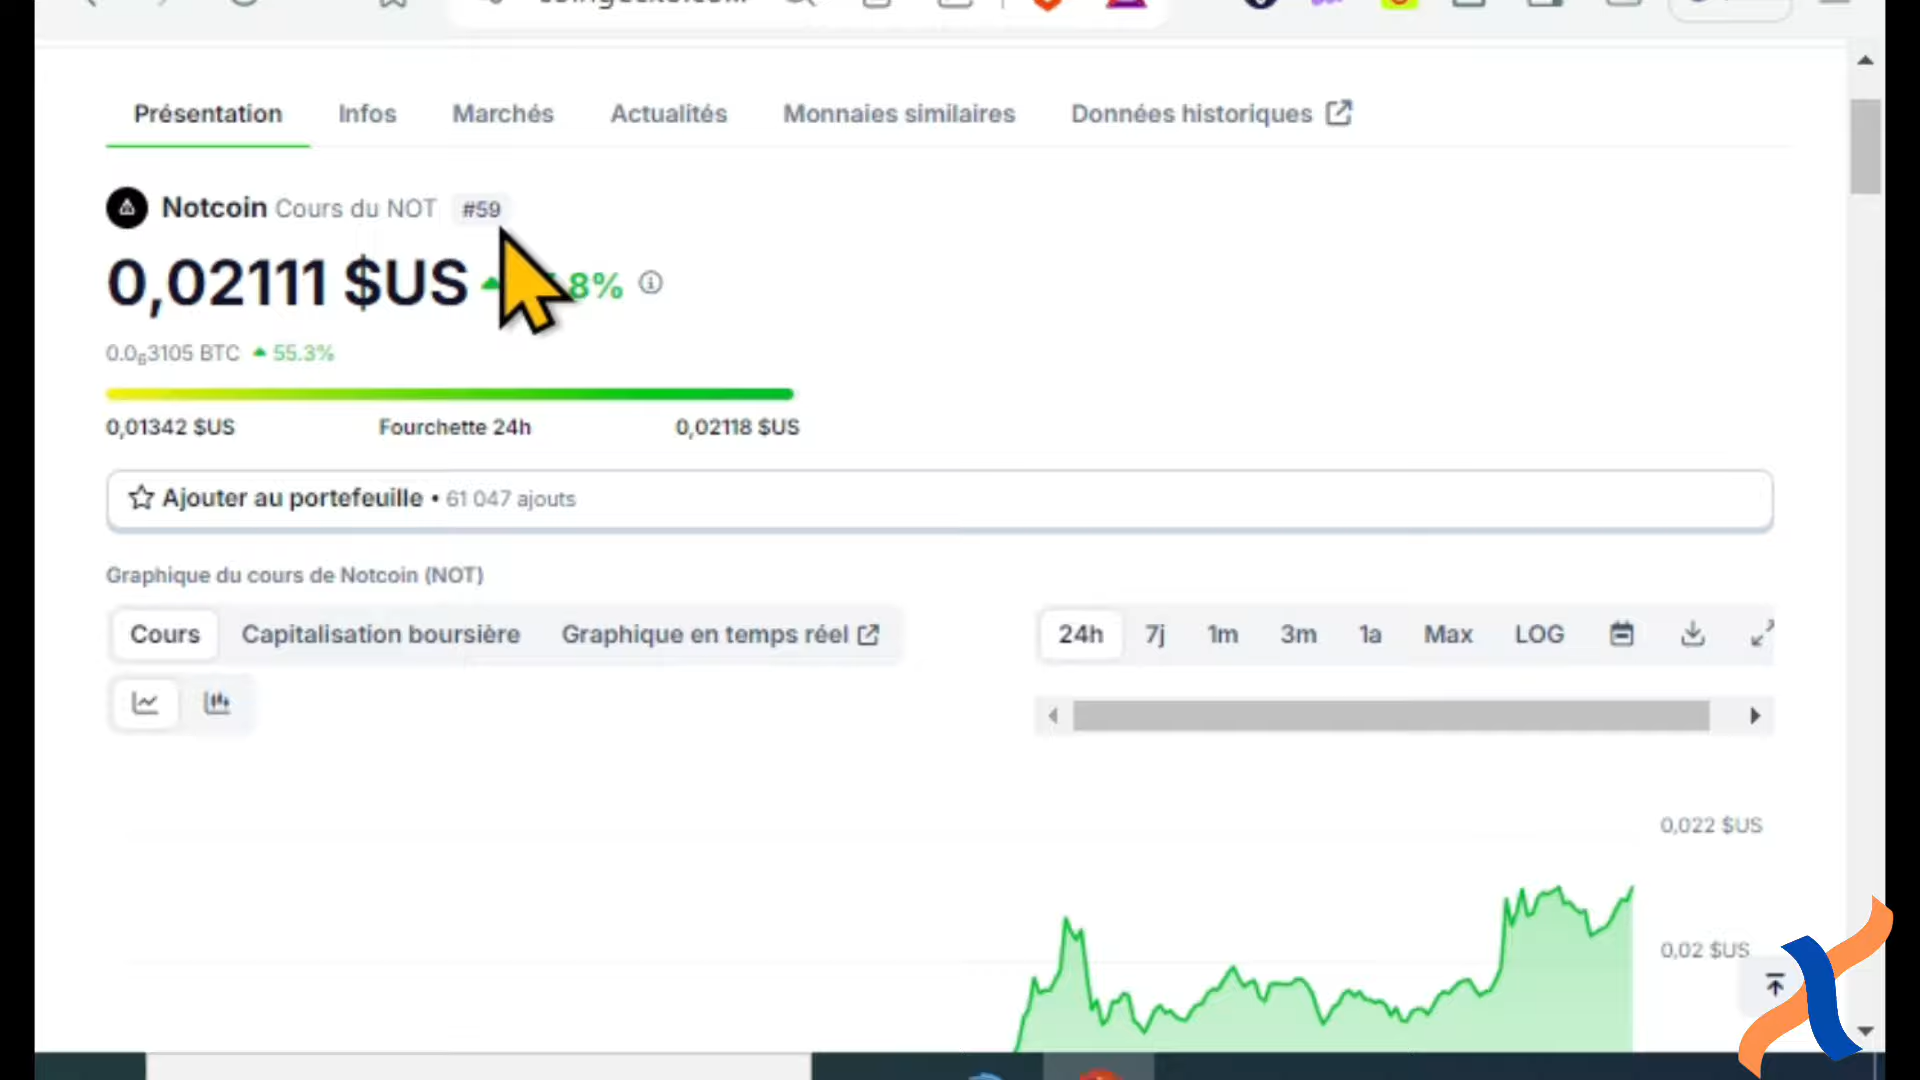 Présentation Infos Marchés Actualités Monnaies similaires Données historiques
Notcoin Cours du NOT #59
0,02111 $US 8%
0.0₆3105 BTC 55.3%
0,01342 $US Fourchette 24h 0,02118 $US
Ajouter au portefeuille • 61 047 ajouts
Graphique du cours de Notcoin (NOT)
Cours Capitalisation boursière Graphique en temps réel 24h 7j 1m 3m 1a Max LOG
0,022 $US
0,02 $US